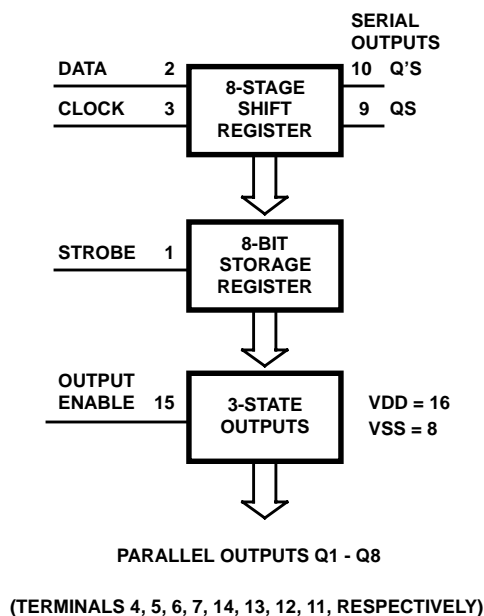 SERIAL
OUTPUTS
DATA 2
10 Q'S
CLOCK 3
9 QS
8-STAGE
SHIFT
REGISTER
STROBE 1
8-BIT
STORAGE
REGISTER
OUTPUT
ENABLE 15
3-STATE
OUTPUTS
VDD = 16
VSS = 8
PARALLEL OUTPUTS Q1 - Q8
(TERMINALS 4, 5, 6, 7, 14, 13, 12, 11, RESPECTIVELY)